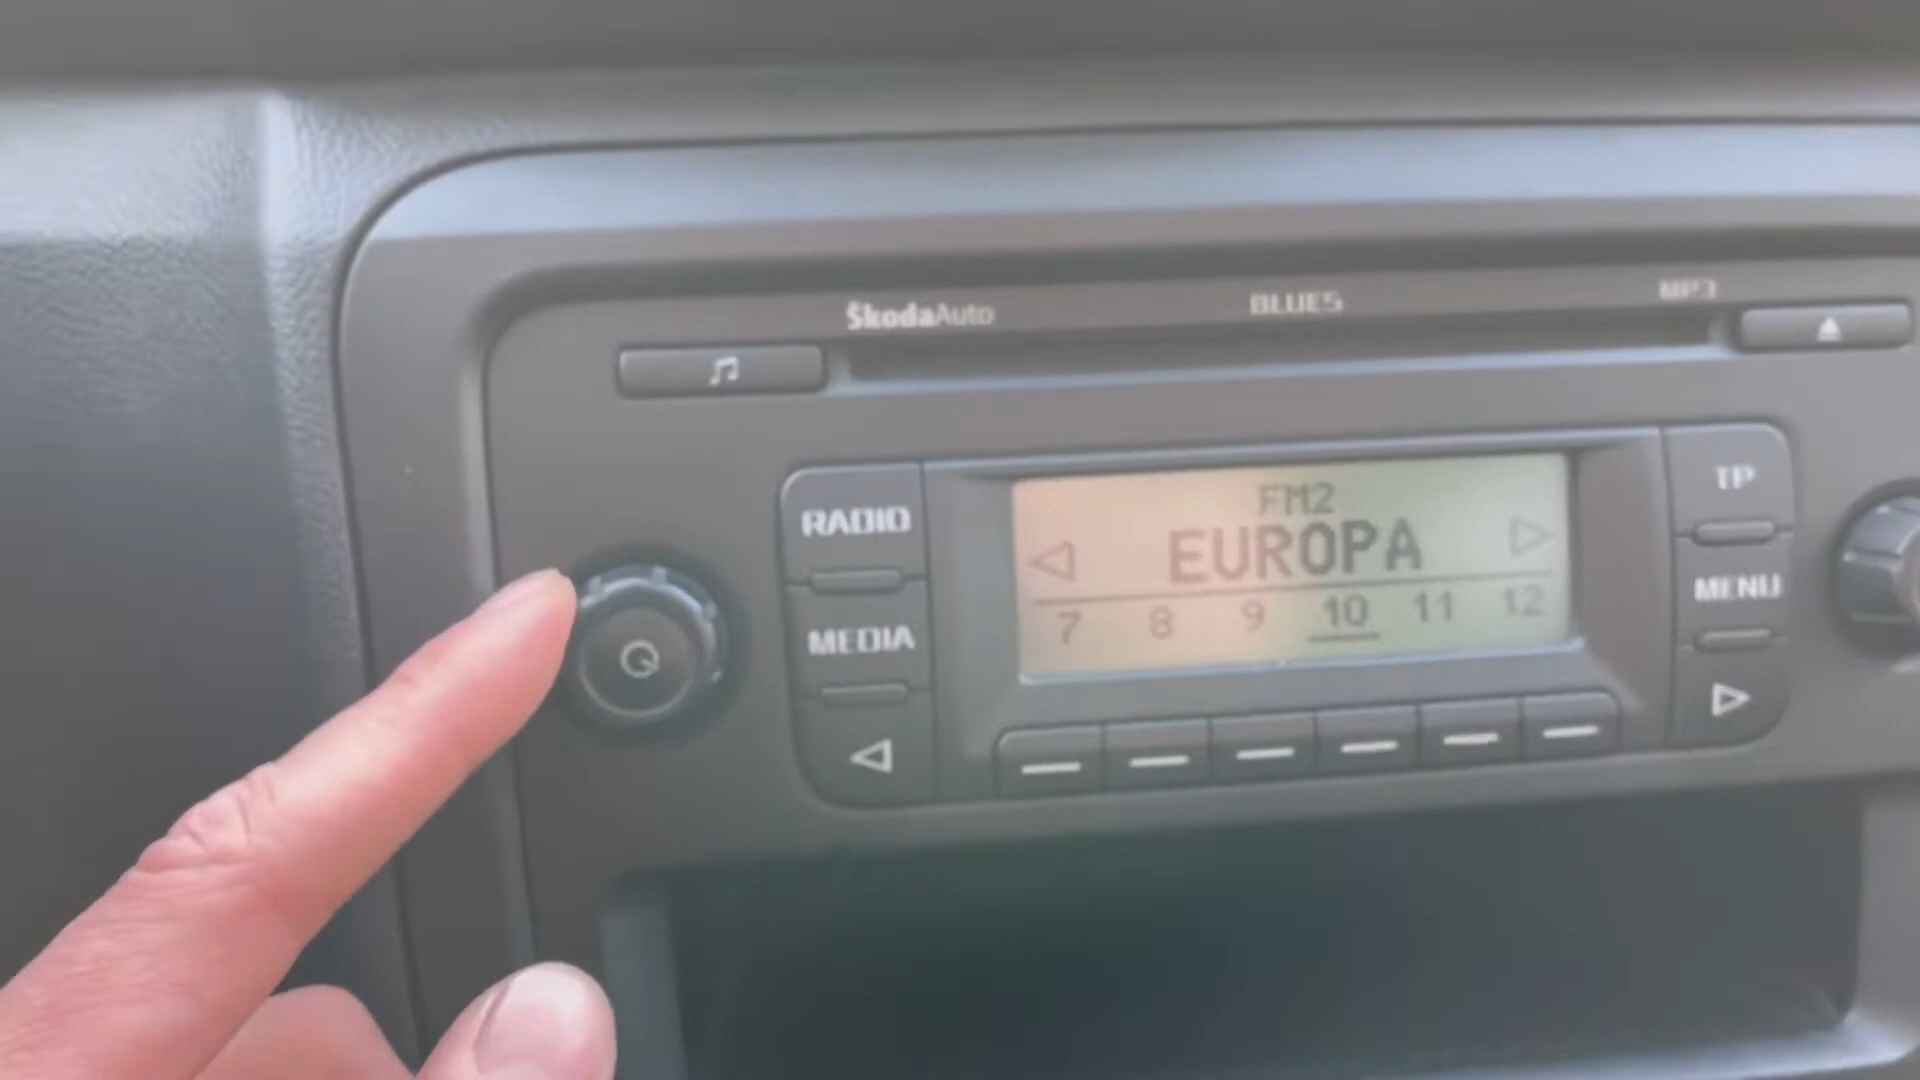 ŠkodaAuto
BLUES
MP3
RADIO
MEDIA
FM2
EUROPA
7 8 9 10 11 12
TP
MENU